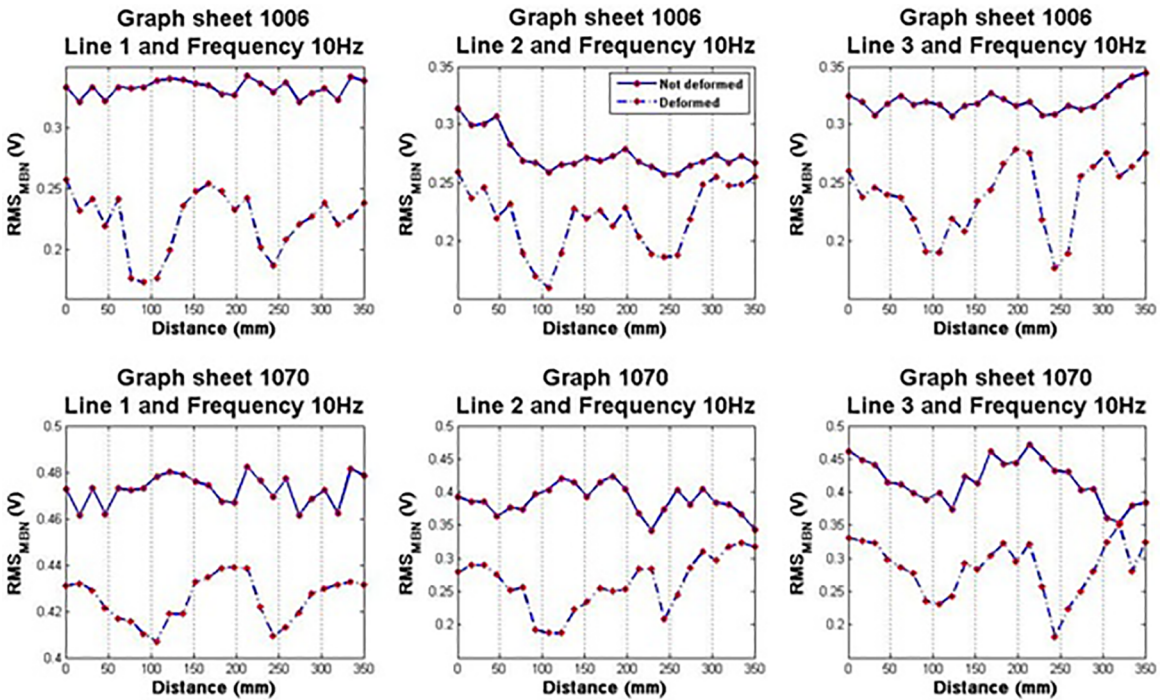 Graph sheet 1006
Line 1 and Frequency 10Hz
RMS_MBN (V)
0.3
0.25
0.2
0 50 100 150 200 250 300 350
Distance (mm)
Graph sheet 1006
Line 2 and Frequency 10Hz
Not deformed
Deformed
RMS_MBN (V)
0.35
0.3
0.25
0.2
0 50 100 150 200 250 300 350
Distance (mm)
Graph sheet 1006
Line 3 and Frequency 10Hz
RMS_MBN (V)
0.35
0.3
0.25
0.2
0 50 100 150 200 250 300 350
Distance (mm)
Graph sheet 1070
Line 1 and Frequency 10Hz
RMS_MBN (V)
0.5
0.48
0.46
0.44
0.42
0.4
0 50 100 150 200 250 300 350
Distance (mm)
Graph 1070
Line 2 and Frequency 10Hz
RMS_MBN (V)
0.5
0.45
0.4
0.35
0.3
0.25
0.2
0 50 100 150 200 250 300 350
Distance (mm)
Graph sheet 1070
Line 3 and Frequency 10Hz
RMS_MBN (V)
0.5
0.45
0.4
0.35
0.3
0.25
0.2
0 50 100 150 200 250 300 350
Distance (mm)